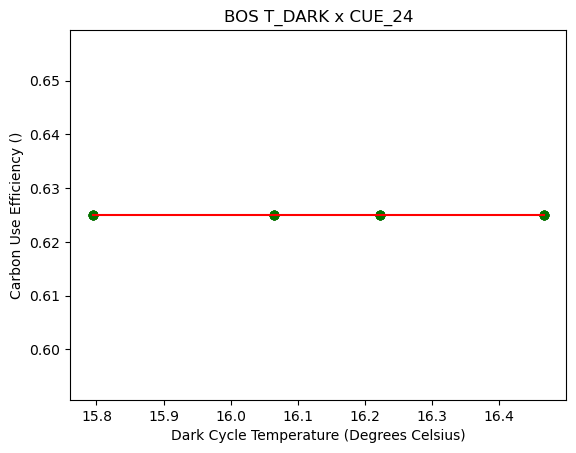 BOS T_DARK x CUE_24
Carbon Use Efficiency ()
0.65
0.64
0.63
0.62
0.61
0.60
15.8 15.9 16.0 16.1 16.2 16.3 16.4
Dark Cycle Temperature (Degrees Celsius)